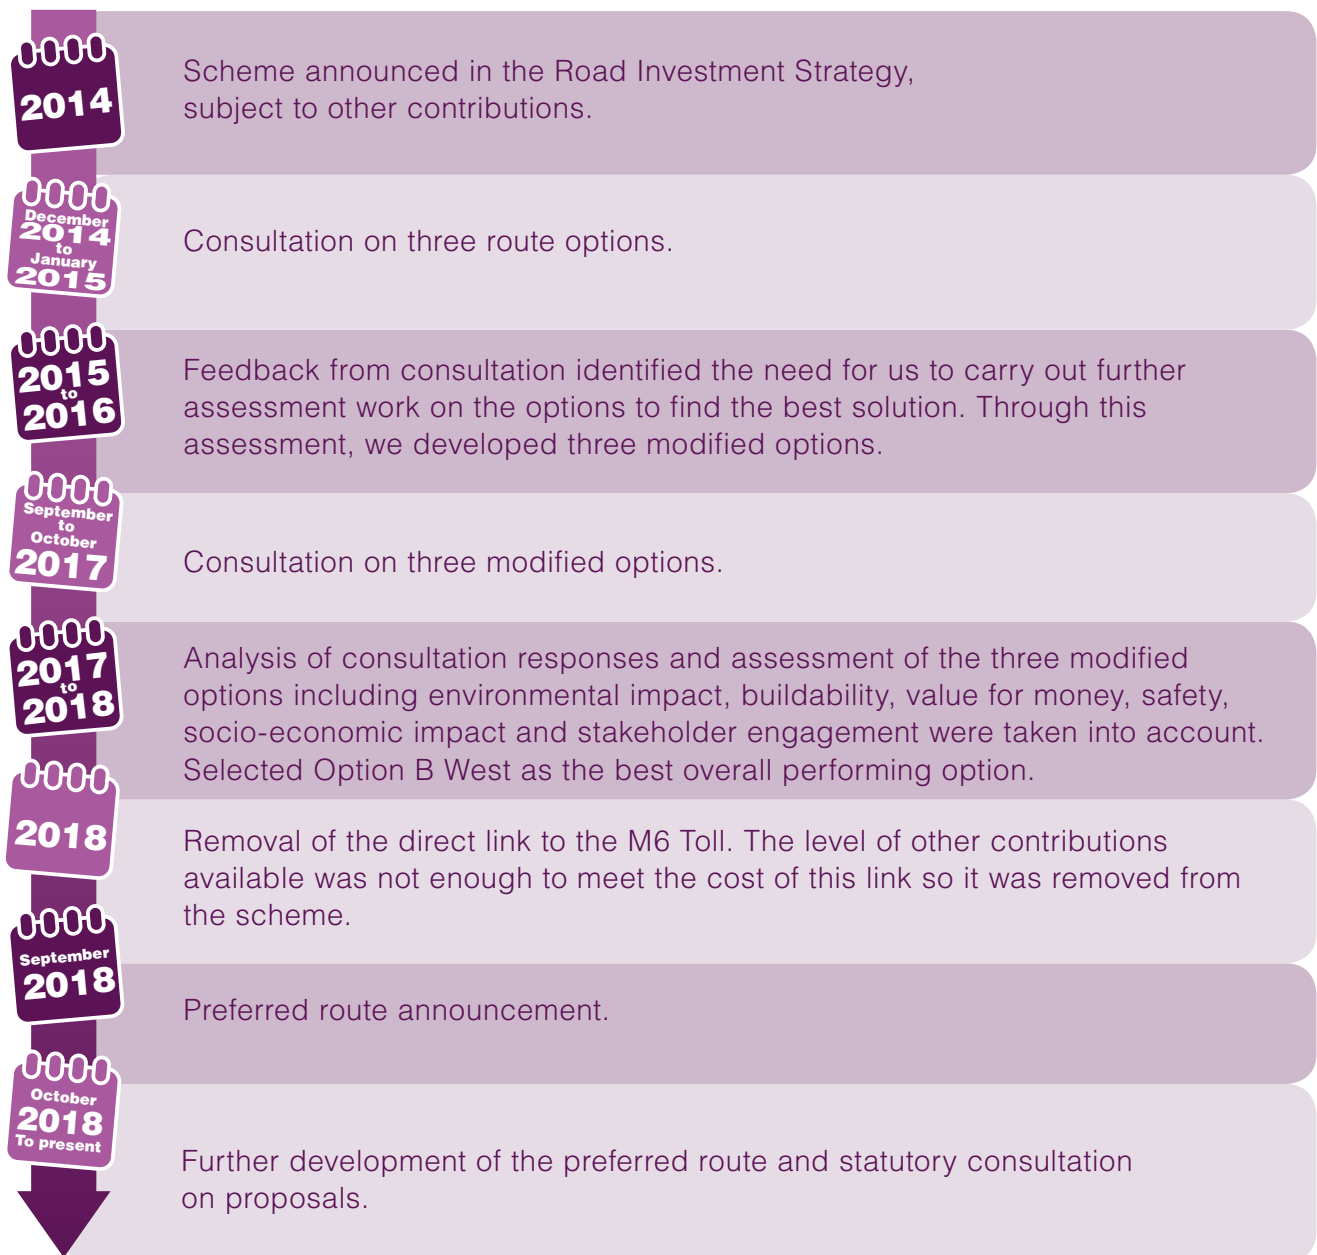 2014
Scheme announced in the Road Investment Strategy,
subject to other contributions.
December
2014
to
January
2015
Consultation on three route options.
2015
to
2016
Feedback from consultation identified the need for us to carry out further
assessment work on the options to find the best solution. Through this
assessment, we developed three modified options.
September
to
October
2017
Consultation on three modified options.
2017
to
2018
Analysis of consultation responses and assessment of the three modified
options including environmental impact, buildability, value for money, safety,
socio-economic impact and stakeholder engagement were taken into account.
Selected Option B West as the best overall performing option.
2018
Removal of the direct link to the M6 Toll. The level of other contributions
available was not enough to meet the cost of this link so it was removed from
the scheme.
September
2018
Preferred route announcement.
October
2018
To present
Further development of the preferred route and statutory consultation
on proposals.